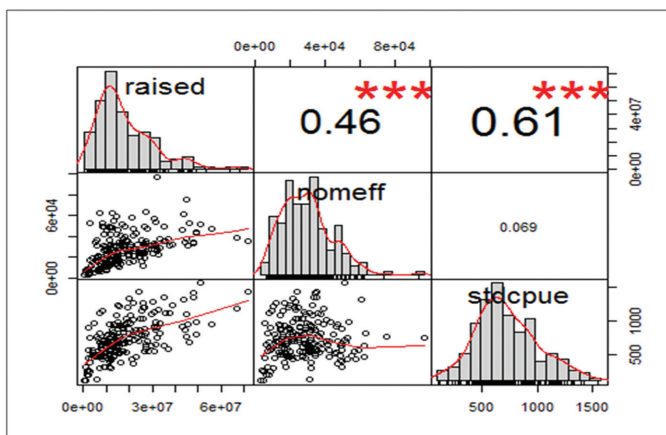 0e+00 4e+04 8e+04
raised
0.46
***
0.61
***
0e+00 4e+07
0e+00 6e+04
nomeff
0.069
stdcpue
500 1000
0e+00 3e+07 6e+07
500 1000 1500